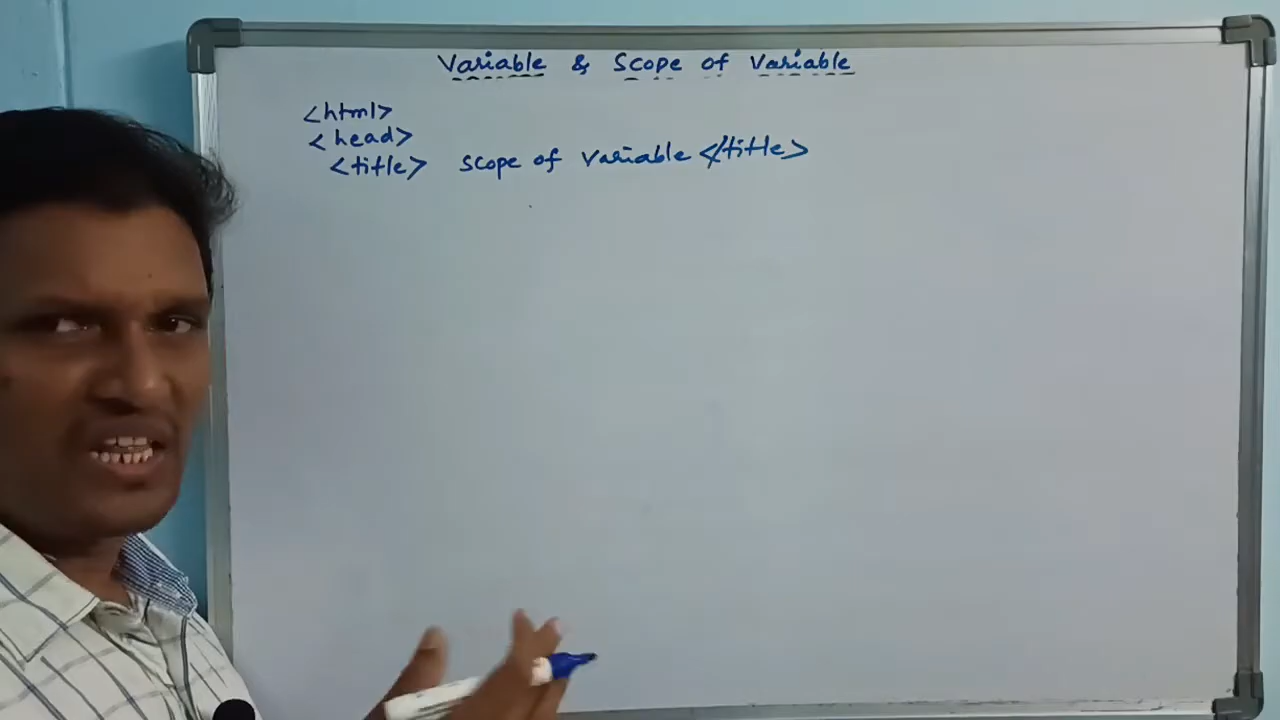 Variable & Scope of Variable
<html>
<head>
<title> Scope of Variable </title>